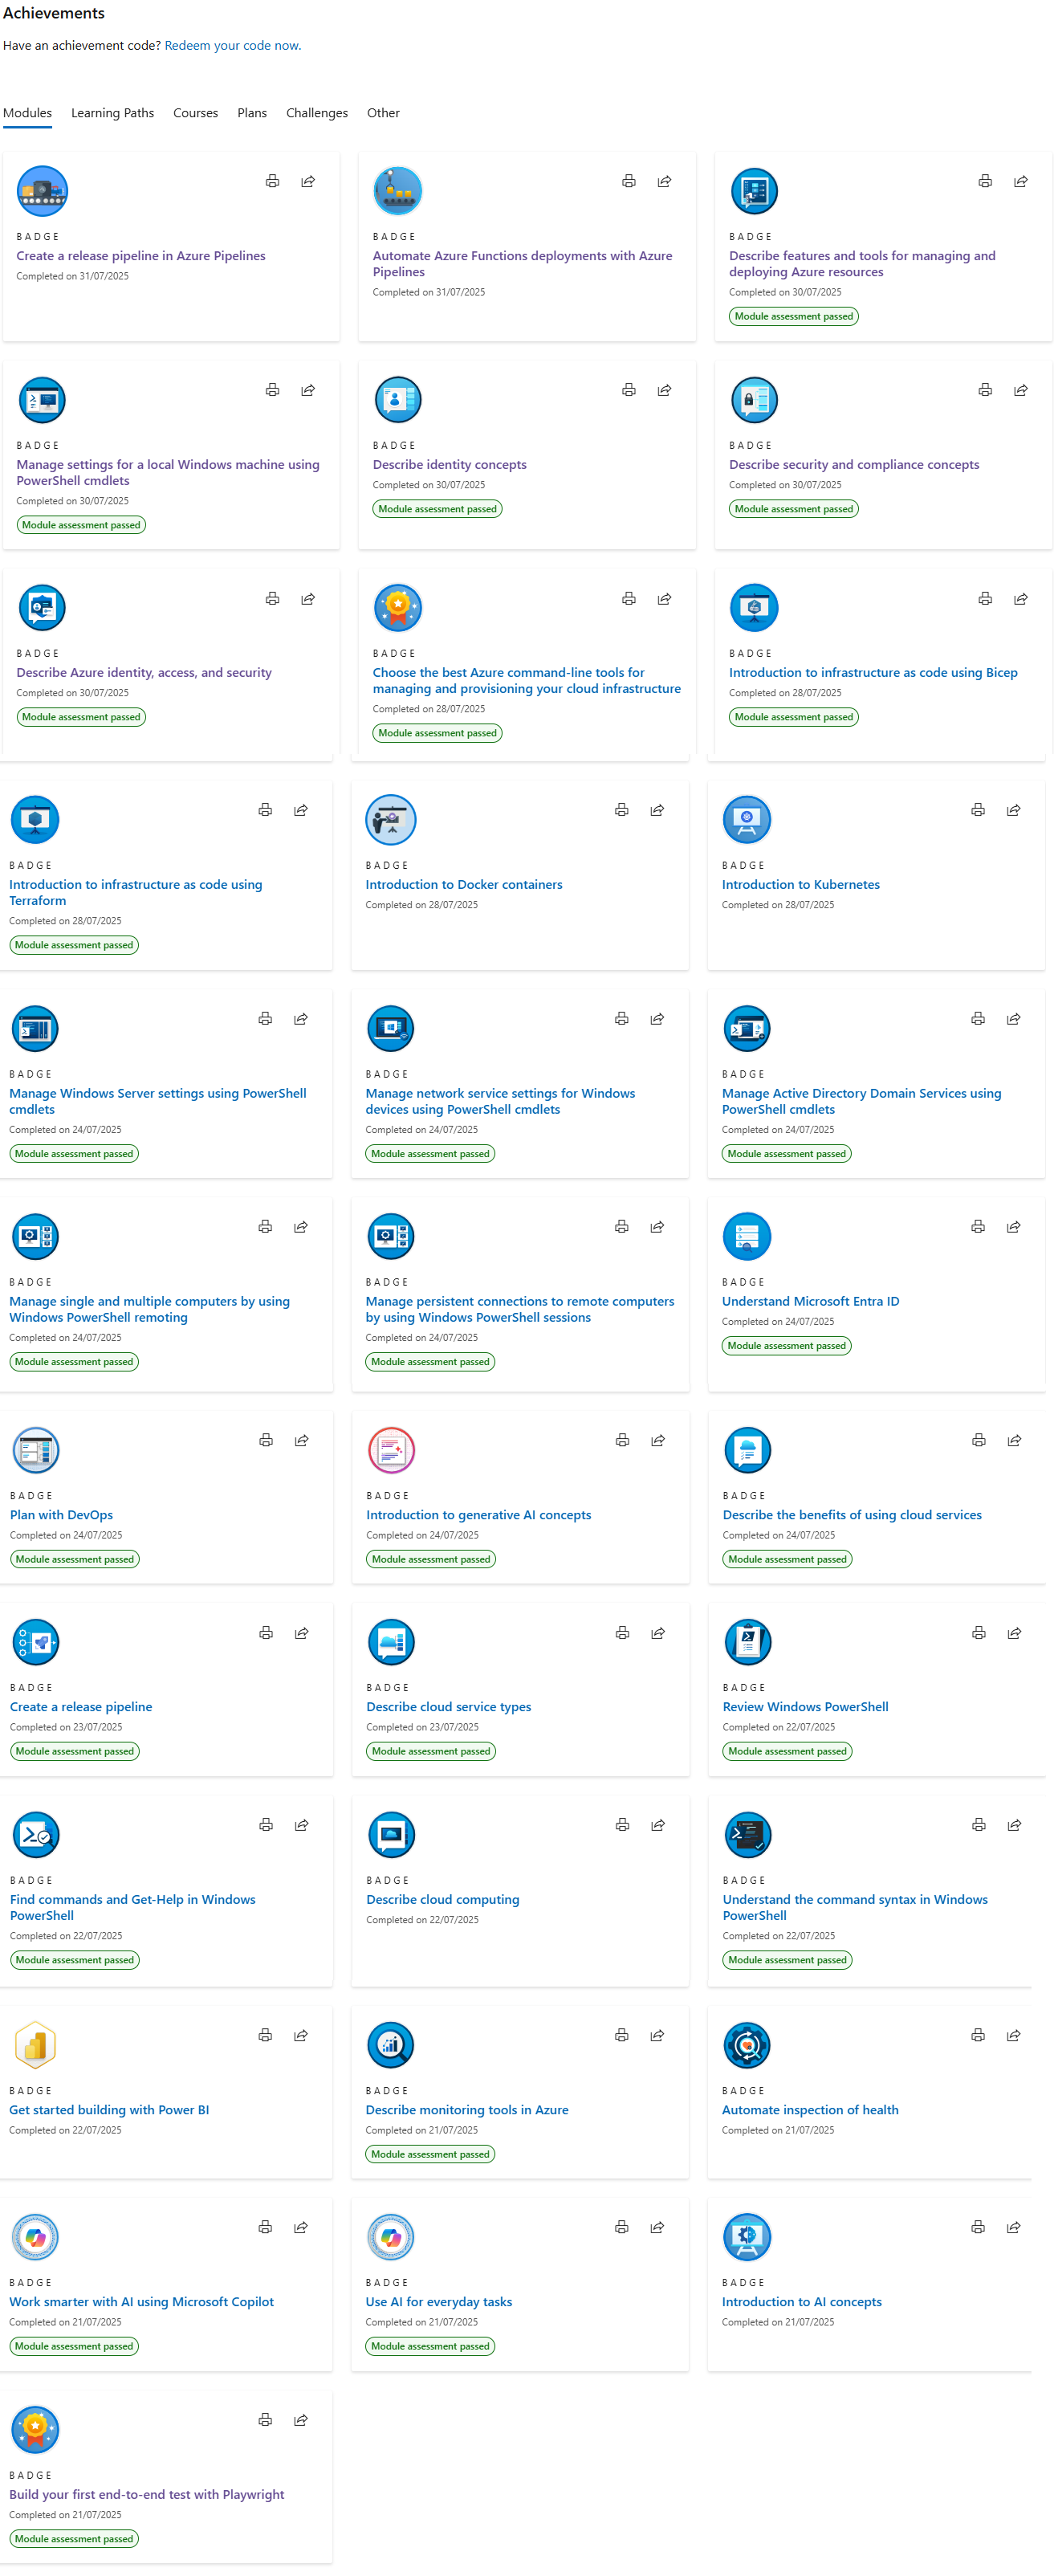 Achievements
Have an achievement code? Redeem your code now.
Modules Learning Paths Courses Plans Challenges Other
BADGE
Create a release pipeline in Azure Pipelines
Completed on 31/07/2025
BADGE
Automate Azure Functions deployments with Azure
Pipelines
Completed on 31/07/2025
BADGE
Describe features and tools for managing and
deploying Azure resources
Completed on 30/07/2025
Module assessment passed
BADGE
Manage settings for a local Windows machine using
PowerShell cmdlets
Completed on 30/07/2025
Module assessment passed
BADGE
Describe identity concepts
Completed on 30/07/2025
Module assessment passed
BADGE
Describe security and compliance concepts
Completed on 30/07/2025
Module assessment passed
BADGE
Describe Azure identity, access, and security
Completed on 30/07/2025
Module assessment passed
BADGE
Choose the best Azure command-line tools for
managing and provisioning your cloud infrastructure
Completed on 28/07/2025
Module assessment passed
BADGE
Introduction to infrastructure as code using Bicep
Completed on 28/07/2025
Module assessment passed
BADGE
Introduction to infrastructure as code using
Terraform
Completed on 28/07/2025
Module assessment passed
BADGE
Introduction to Docker containers
Completed on 28/07/2025
BADGE
Introduction to Kubernetes
Completed on 28/07/2025
BADGE
Manage Windows Server settings using PowerShell
cmdlets
Completed on 24/07/2025
Module assessment passed
BADGE
Manage network service settings for Windows
devices using PowerShell cmdlets
Completed on 24/07/2025
Module assessment passed
BADGE
Manage Active Directory Domain Services using
PowerShell cmdlets
Completed on 24/07/2025
Module assessment passed
BADGE
Manage single and multiple computers by using
Windows PowerShell remoting
Completed on 24/07/2025
Module assessment passed
BADGE
Manage persistent connections to remote computers
by using Windows PowerShell sessions
Completed on 24/07/2025
Module assessment passed
BADGE
Understand Microsoft Entra ID
Completed on 24/07/2025
Module assessment passed
BADGE
Plan with DevOps
Completed on 24/07/2025
Module assessment passed
BADGE
Introduction to generative AI concepts
Completed on 24/07/2025
Module assessment passed
BADGE
Describe the benefits of using cloud services
Completed on 24/07/2025
Module assessment passed
BADGE
Create a release pipeline
Completed on 23/07/2025
Module assessment passed
BADGE
Describe cloud service types
Completed on 23/07/2025
Module assessment passed
BADGE
Review Windows PowerShell
Completed on 22/07/2025
Module assessment passed
BADGE
Find commands and Get-Help in Windows
PowerShell
Completed on 22/07/2025
Module assessment passed
BADGE
Describe cloud computing
Completed on 22/07/2025
BADGE
Understand the command syntax in Windows
PowerShell
Completed on 22/07/2025
Module assessment passed
BADGE
Get started building with Power BI
Completed on 22/07/2025
BADGE
Describe monitoring tools in Azure
Completed on 21/07/2025
Module assessment passed
BADGE
Automate inspection of health
Completed on 21/07/2025
BADGE
Work smarter with AI using Microsoft Copilot
Completed on 21/07/2025
Module assessment passed
BADGE
Use AI for everyday tasks
Completed on 21/07/2025
Module assessment passed
BADGE
Introduction to AI concepts
Completed on 21/07/2025
BADGE
Build your first end-to-end test with Playwright
Completed on 21/07/2025
Module assessment passed